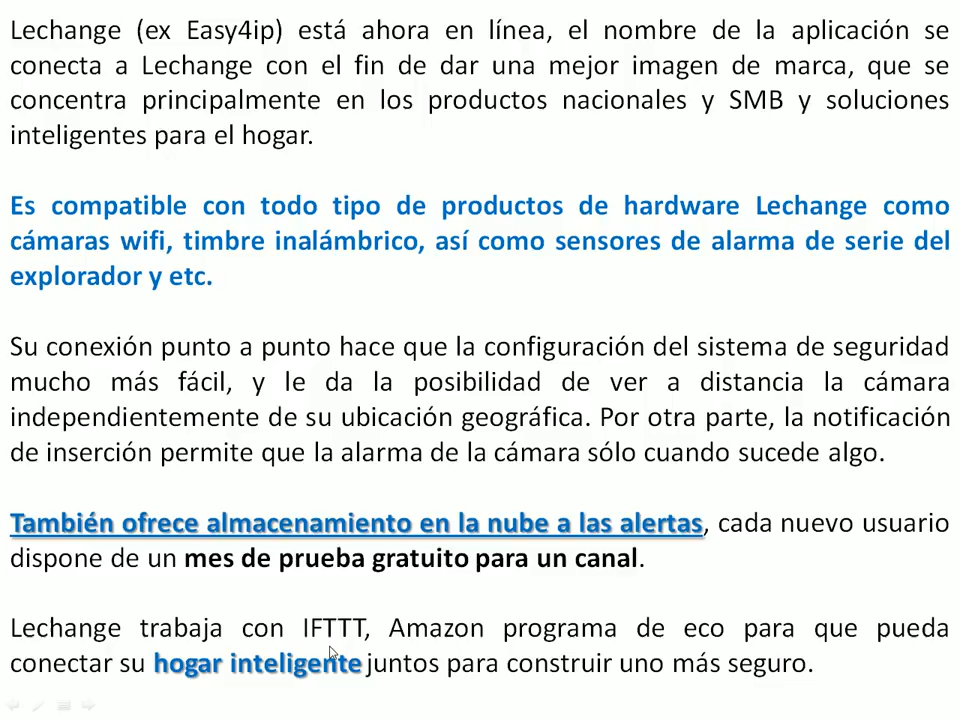 Lechange (ex Easy4ip) está ahora en línea, el nombre de la aplicación se
conecta a Lechange con el fin de dar una mejor imagen de marca, que se
concentra principalmente en los productos nacionales y SMB y soluciones
inteligentes para el hogar.
Es compatible con todo tipo de productos de hardware Lechange como
cámaras wifi, timbre inalámbrico, así como sensores de alarma de serie del
explorador y etc.
Su conexión punto a punto hace que la configuración del sistema de seguridad
mucho más fácil, y le da la posibilidad de ver a distancia la cámara
independientemente de su ubicación geográfica. Por otra parte, la notificación
de inserción permite que la alarma de la cámara sólo cuando sucede algo.
También ofrece almacenamiento en la nube a las alertas, cada nuevo usuario
dispone de un mes de prueba gratuito para un canal.
Lechange trabaja con IFTTT, Amazon programa de eco para que pueda
conectar su hogar inteligente juntos para construir uno más seguro.